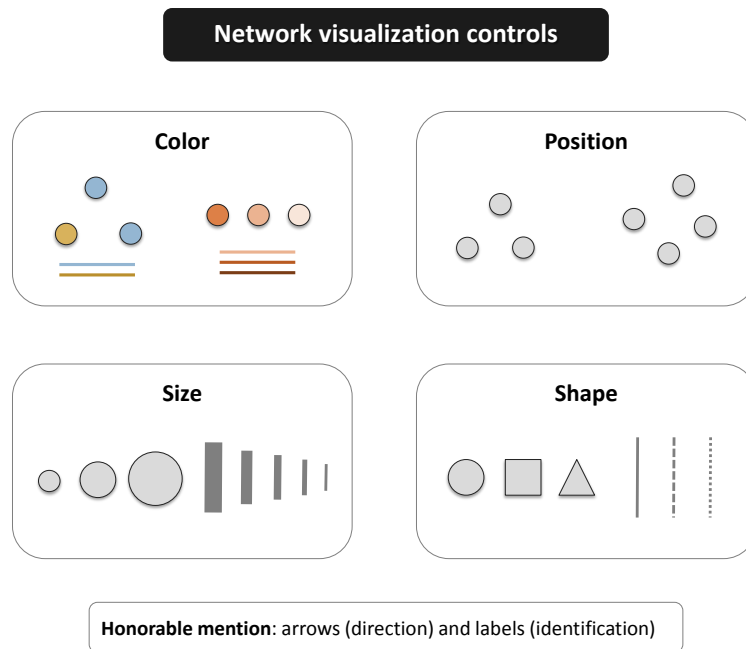 Network visualization controls
Color
Position
Size
Shape
Honorable mention: arrows (direction) and labels (identification)